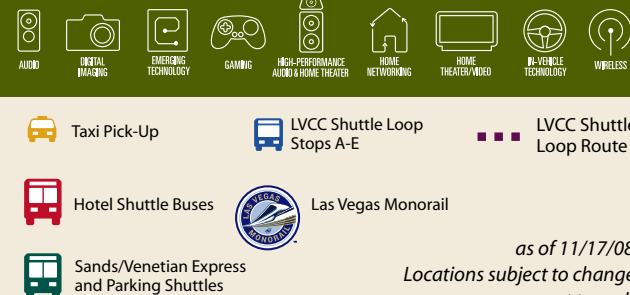 AUDIO
DIGITAL
IMAGING
EMERGING
TECHNOLOGY
GAMING
HIGH-PERFORMANCE
AUDIO & HOME THEATER
HOME
NETWORKING
HOME
THEATER/VIDEO
IN-VEHICLE
TECHNOLOGY
WIRELESS
Taxi Pick-Up
LVCC Shuttle Loop
Stops A-E
LVCC Shuttle
Loop Route
Hotel Shuttle Buses
LAS VEGAS
MONORAIL
Las Vegas Monorail
Sands/Venetian Express
and Parking Shuttles
as of 11/17/08
Locations subject to change